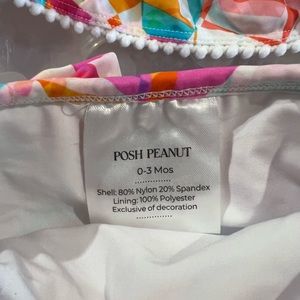 POSH PEANUT
0-3 Mos
Shell: 80% Nylon 20% Spandex
Lining: 100% Polyester
Exclusive of decoration